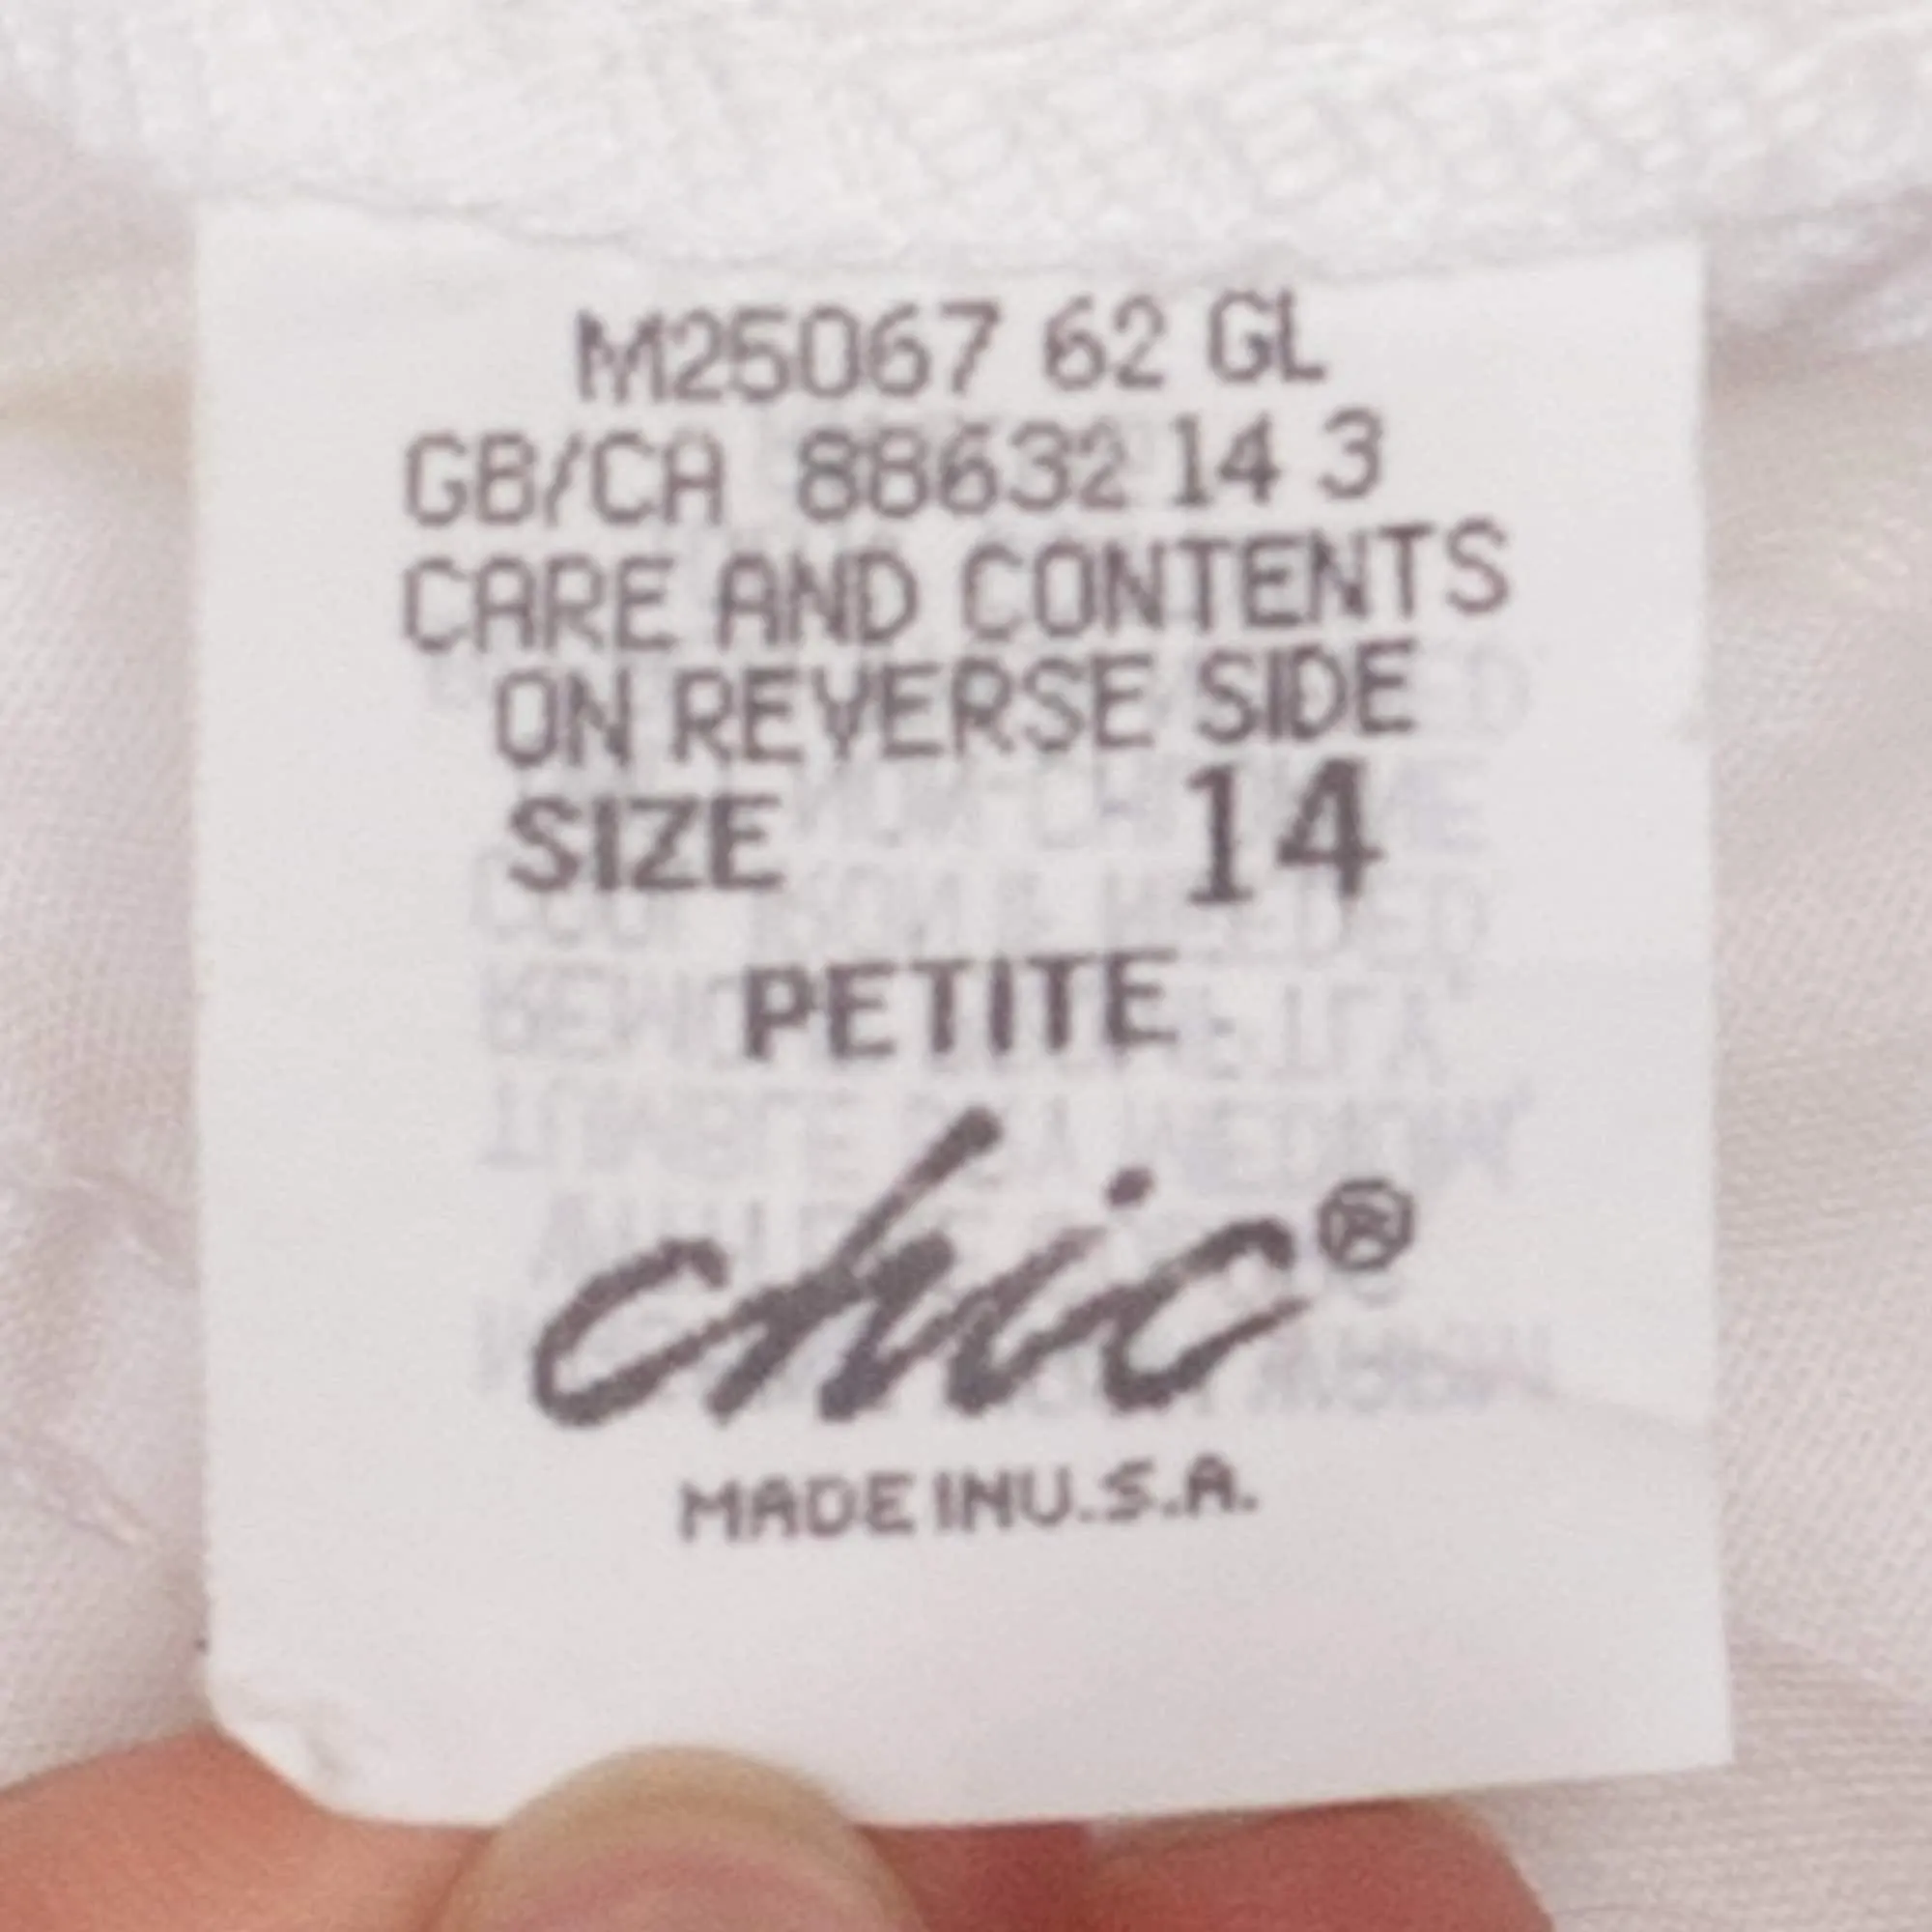 M25067 62 GL
GB/CA 88632 14 3
CARE AND CONTENTS
ON REVERSE SIDE
SIZE 14
PETITE
chic®
MADE IN U.S.A.